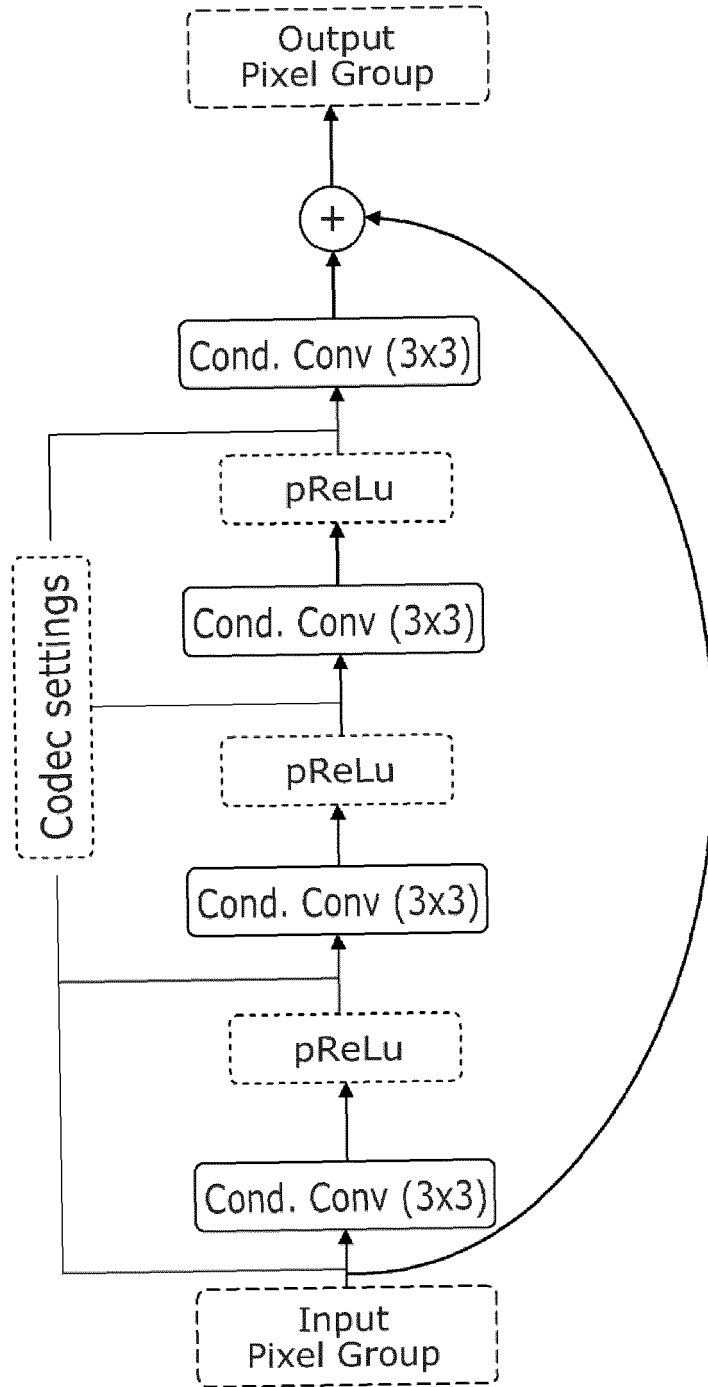 Output
Pixel Group
+
Cond. Conv (3x3)
pReLu
Cond. Conv (3x3)
Codec settings
pReLu
Cond. Conv (3x3)
pReLu
Cond. Conv (3x3)
Input
Pixel Group